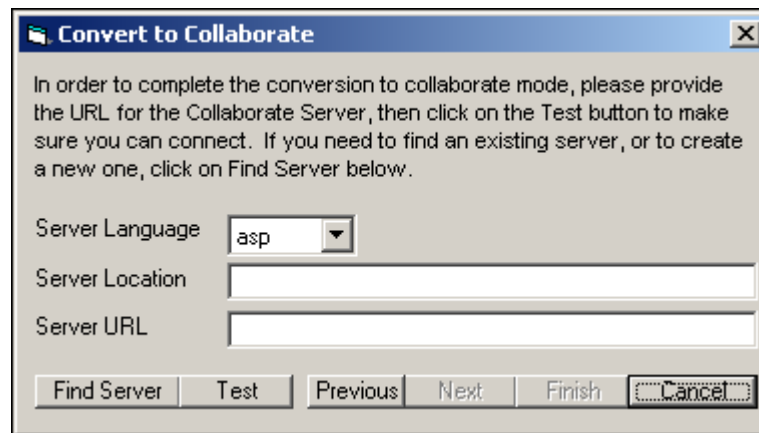 Convert to Collaborate
In order to complete the conversion to collaborate mode, please provide
the URL for the Collaborate Server, then click on the Test button to make
sure you can connect. If you need to find an existing server, or to create
a new one, click on Find Server below.
Server Language asp
Server Location
Server URL
Find Server Test Previous Next Finish Cancel